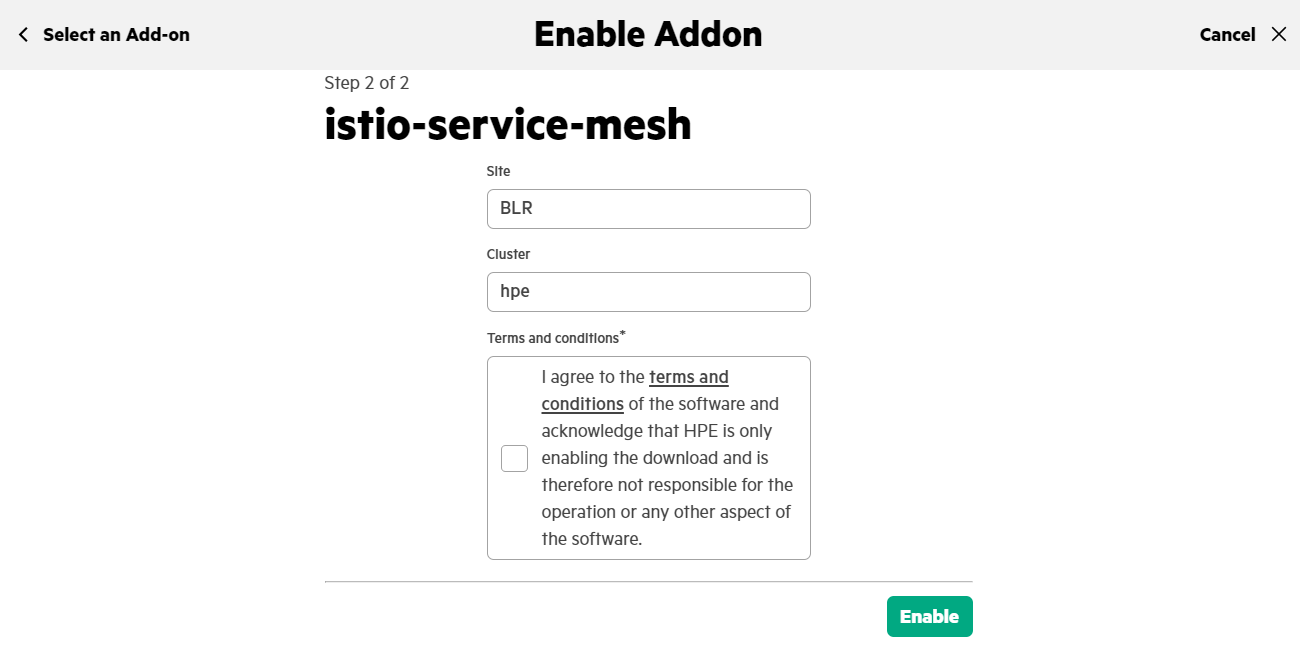 Select an Add-on
Enable Addon
Cancel
Step 2 of 2
istio-service-mesh
Site
BLR
Cluster
hpe
Terms and conditions*
I agree to the terms and
conditions of the software and
acknowledge that HPE is only
enabling the download and is
therefore not responsible for the
operation or any other aspect of
the software.
Enable